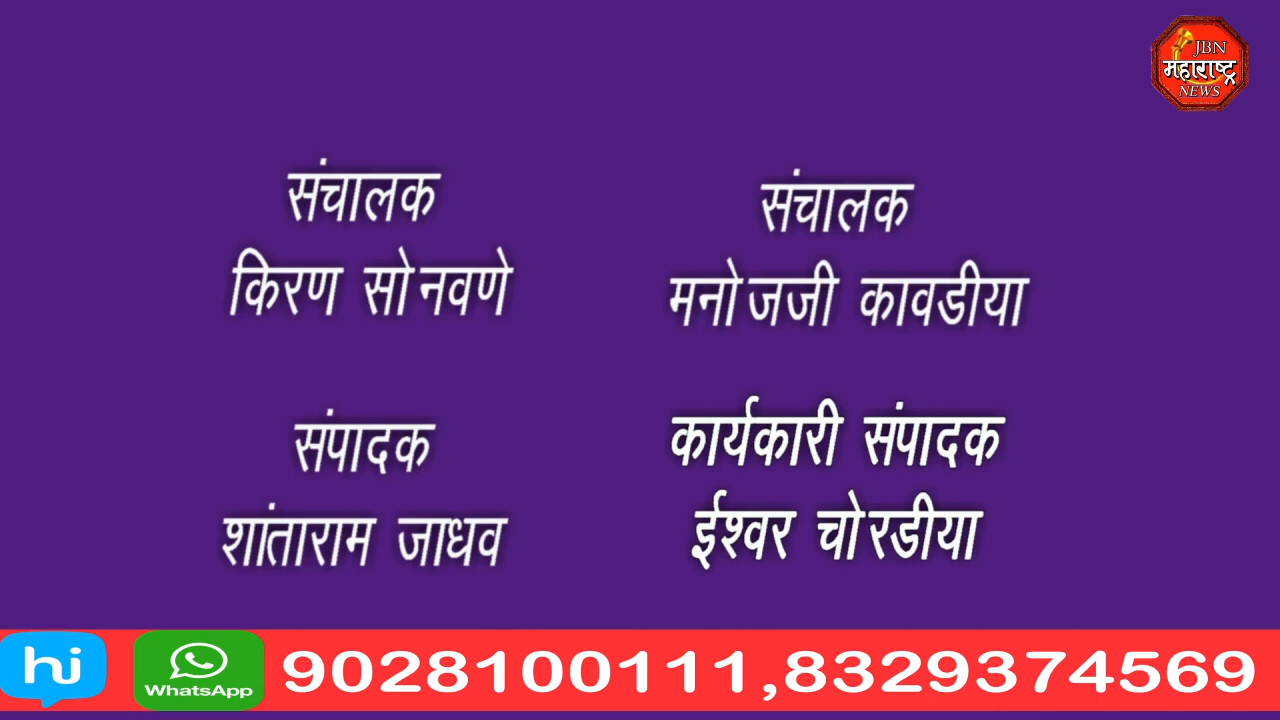 JBN
महाराष्ट्र
NEWS
संचालक
किरण सोनवणे
संचालक
मनोजजी कावडीया
संपादक
शांताराम जाधव
कार्यकारी संपादक
ईश्वर चोरडीया
hi
WhatsApp
9028100111,8329374569